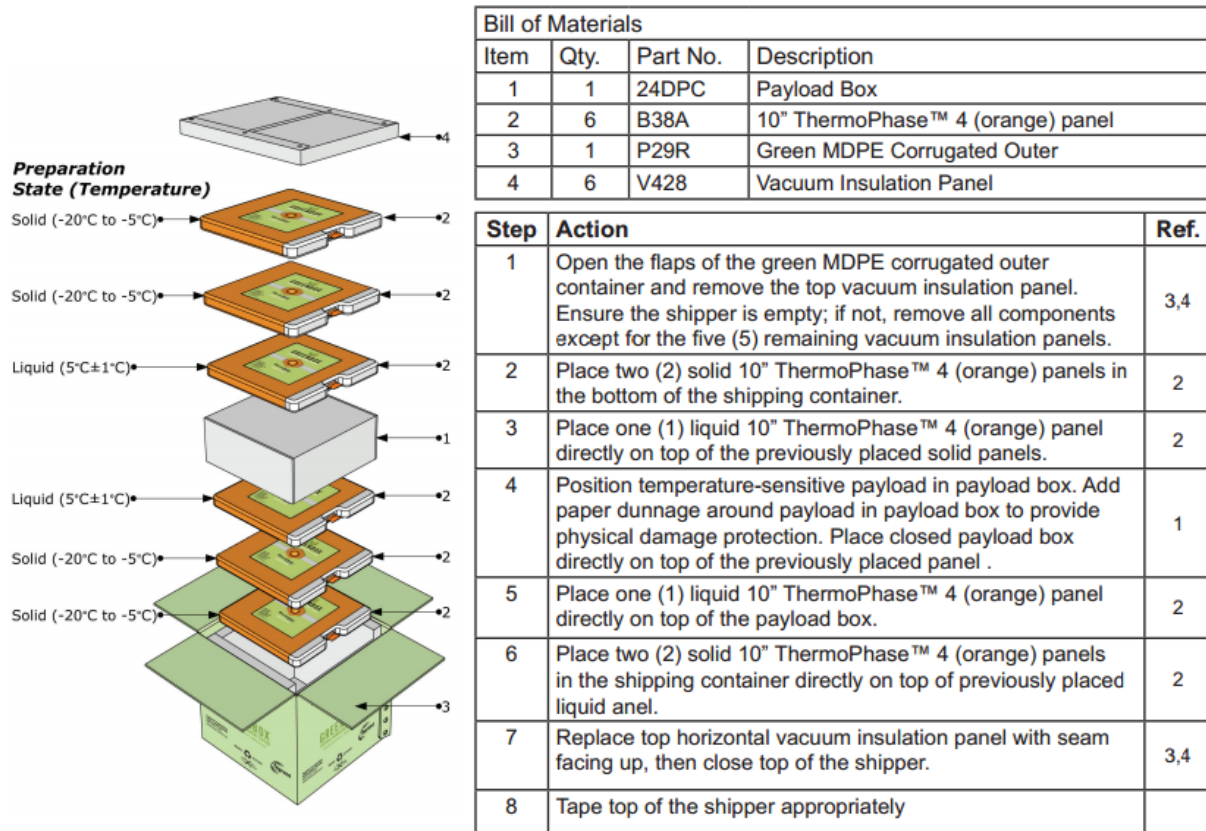 Preparation
State (Temperature)
Solid (-20°C to -5°C)
Solid (-20°C to -5°C)
Liquid (5°C±1°C)
Liquid (5°C±1°C)
Solid (-20°C to -5°C)
Solid (-20°C to -5°C)
4
2
2
2
1
2
2
2
3
Bill of Materials
Item Qty. Part No. Description
1 1 24DPC Payload Box
2 6 B38A 10” ThermoPhase™ 4 (orange) panel
3 1 P29R Green MDPE Corrugated Outer
4 6 V428 Vacuum Insulation Panel
Step Action Ref.
1 Open the flaps of the green MDPE corrugated outer
container and remove the top vacuum insulation panel.
Ensure the shipper is empty; if not, remove all components
except for the five (5) remaining vacuum insulation panels.
3,4
2 Place two (2) solid 10” ThermoPhase™ 4 (orange) panels in
the bottom of the shipping container.
2
3 Place one (1) liquid 10” ThermoPhase™ 4 (orange) panel
directly on top of the previously placed solid panels.
2
4 Position temperature-sensitive payload in payload box. Add
paper dunnage around payload in payload box to provide
physical damage protection. Place closed payload box
directly on top of the previously placed panel .
1
5 Place one (1) liquid 10” ThermoPhase™ 4 (orange) panel
directly on top of the payload box.
2
6 Place two (2) solid 10” ThermoPhase™ 4 (orange) panels
in the shipping container directly on top of previously placed
liquid anel.
2
7 Replace top horizontal vacuum insulation panel with seam
facing up, then close top of the shipper.
3,4
8 Tape top of the shipper appropriately